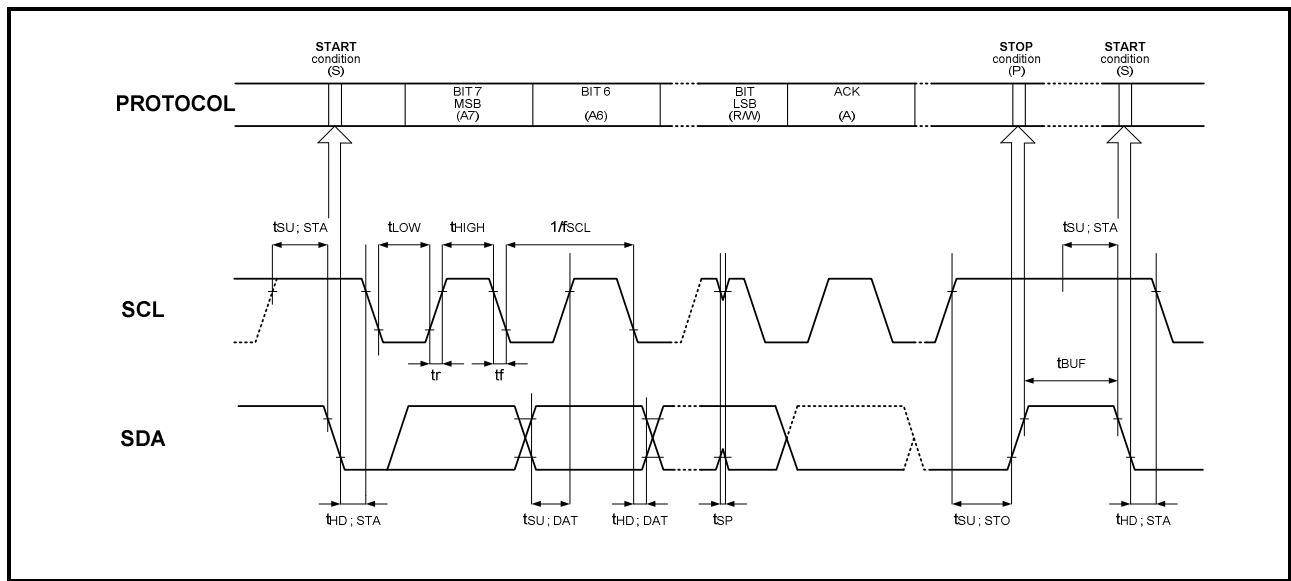 START
condition
(S)
STOP
condition
(P)
START
condition
(S)
PROTOCOL
BIT 7
MSB
(A7)
BIT 6
(A6)
BIT
LSB
(R/W)
ACK
(A)
tSU ; STA
tLOW
tHIGH
1/fSCL
tSU ; STA
SCL
tr
tf
tBUF
SDA
tHD ; STA
tSU ; DAT
tHD ; DAT
tSP
tSU ; STO
tHD ; STA